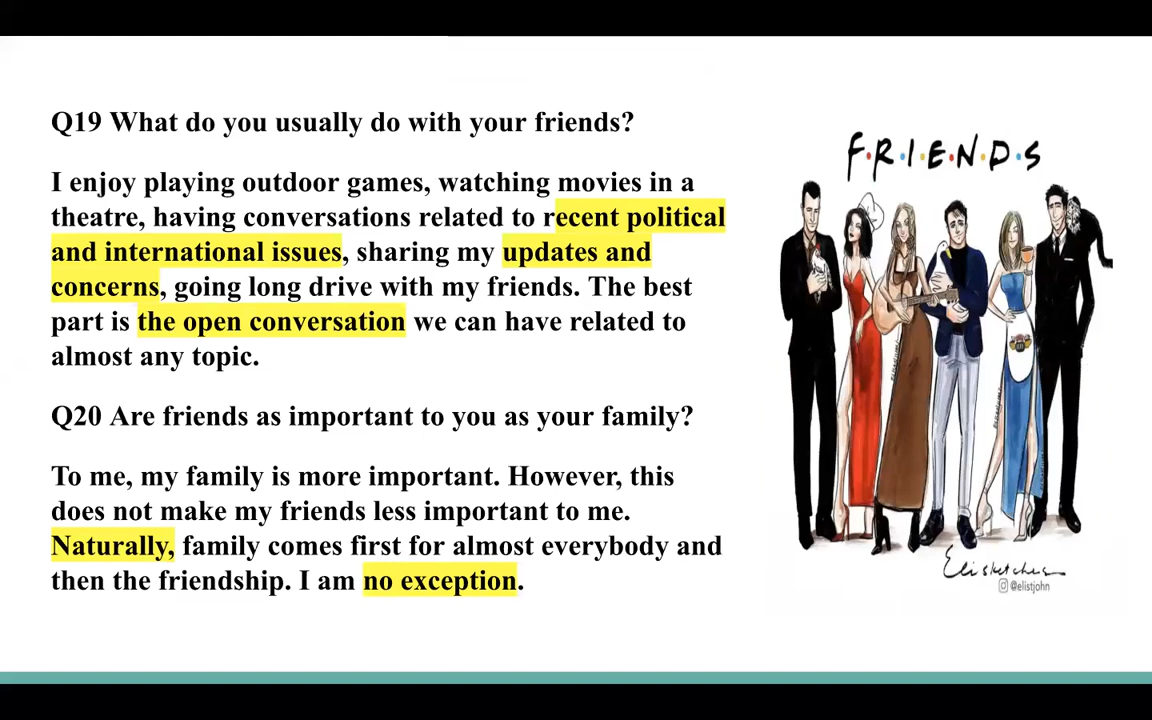 Q19 What do you usually do with your friends?
I enjoy playing outdoor games, watching movies in a
theatre, having conversations related to recent political
and international issues, sharing my updates and
concerns, going long drive with my friends. The best
part is the open conversation we can have related to
almost any topic.
Q20 Are friends as important to you as your family?
To me, my family is more important. However, this
does not make my friends less important to me.
Naturally, family comes first for almost everybody and
then the friendship. I am no exception.
F·R·I·E·N·D·S
Elisketches
@elistjohn